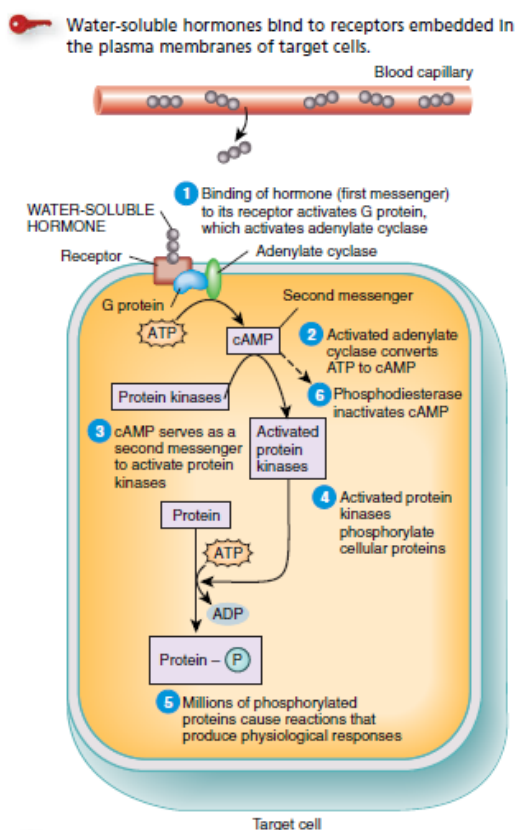 Water-soluble hormones bind to receptors embedded in
the plasma membranes of target cells.
Blood capillary
1 Binding of hormone (first messenger)
to its receptor activates G protein,
which activates adenylate cyclase
WATER-SOLUBLE
HORMONE
Receptor
Adenylate cyclase
G protein
Second messenger
ATP
cAMP
2 Activated adenylate
cyclase converts
ATP to cAMP
Protein kinases
6 Phosphodiesterase
inactivates cAMP
3 cAMP serves as a
second messenger
to activate protein
kinases
Activated
protein
kinases
4 Activated protein
kinases
phosphorylate
cellular proteins
Protein
ATP
ADP
Protein – P
5 Millions of phosphorylated
proteins cause reactions that
produce physiological responses
Target cell